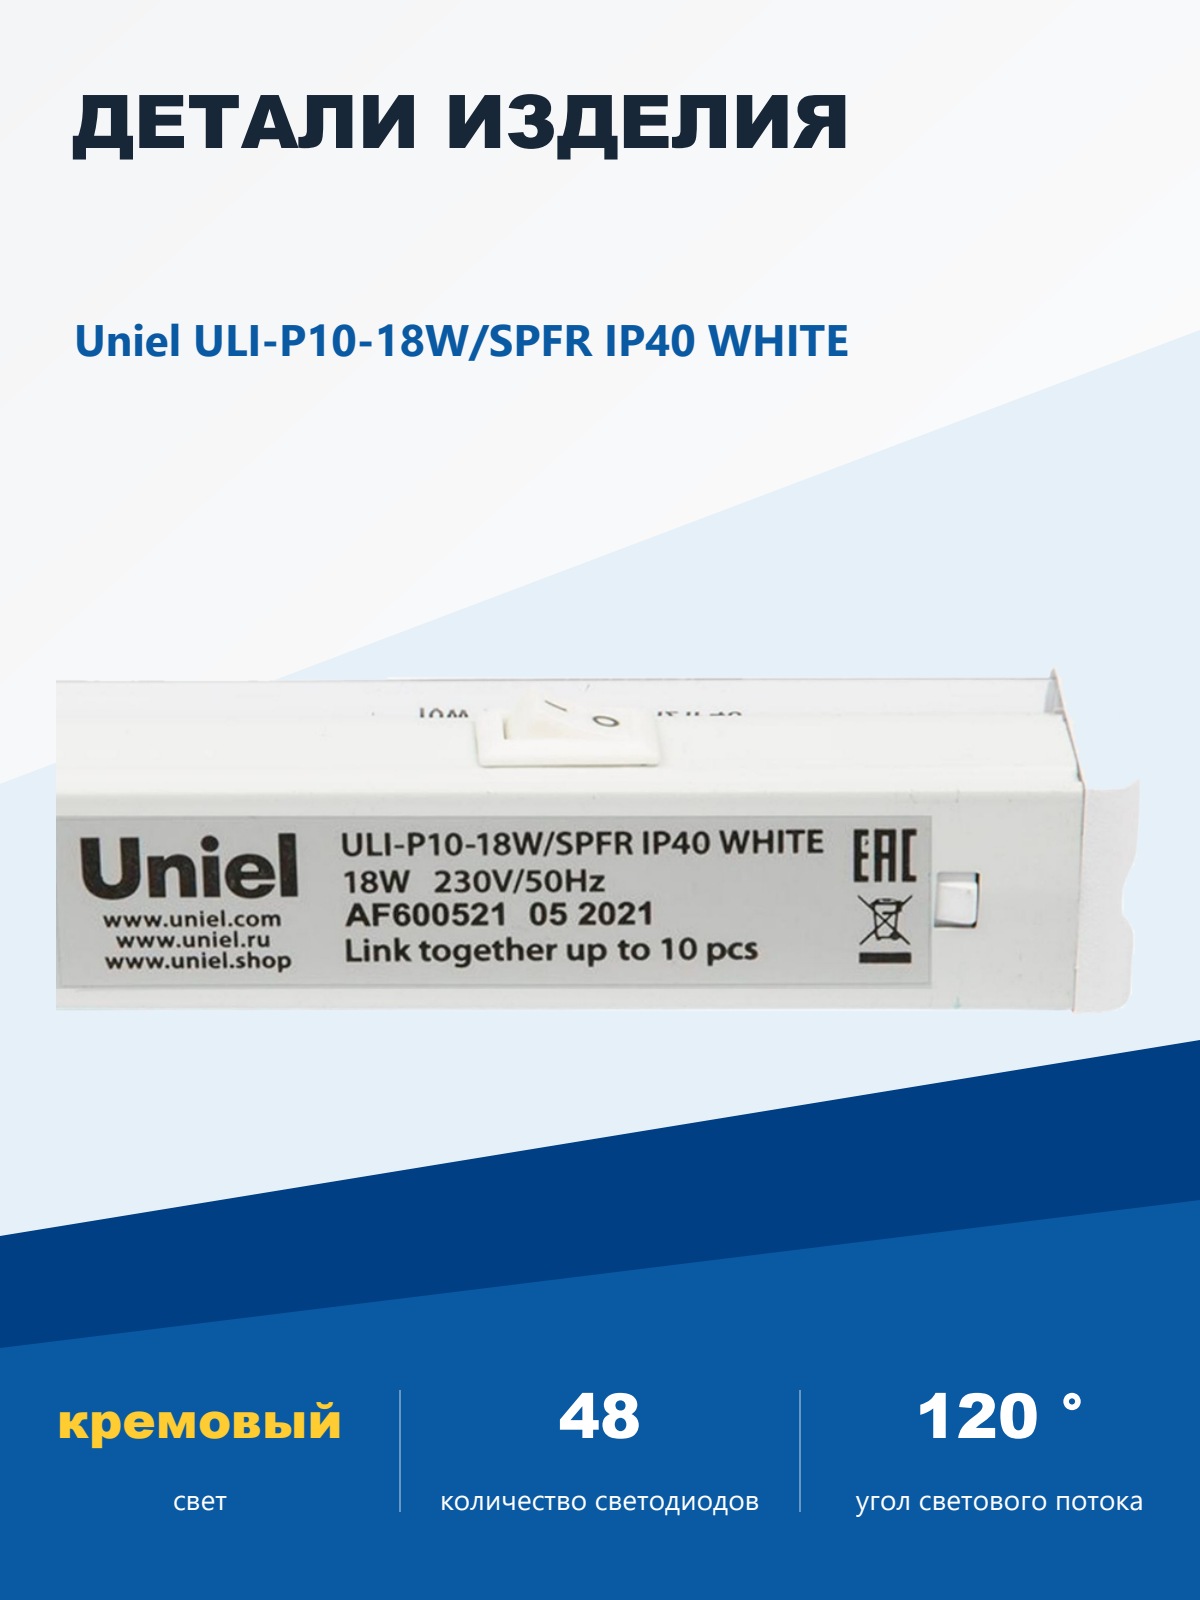 ДЕТАЛИ ИЗДЕЛИЯ
Uniel ULI-P10-18W/SPFR IP40 WHITE
Uniel
www.uniel.com
www.uniel.ru
www.uniel.shop
ULI-P10-18W/SPFR IP40 WHITE
18W 230V/50Hz
AF600521 05 2021
Link together up to 10 pcs
EAC
кремовый
свет
48
количество светодиодов
120 °
угол светового потока